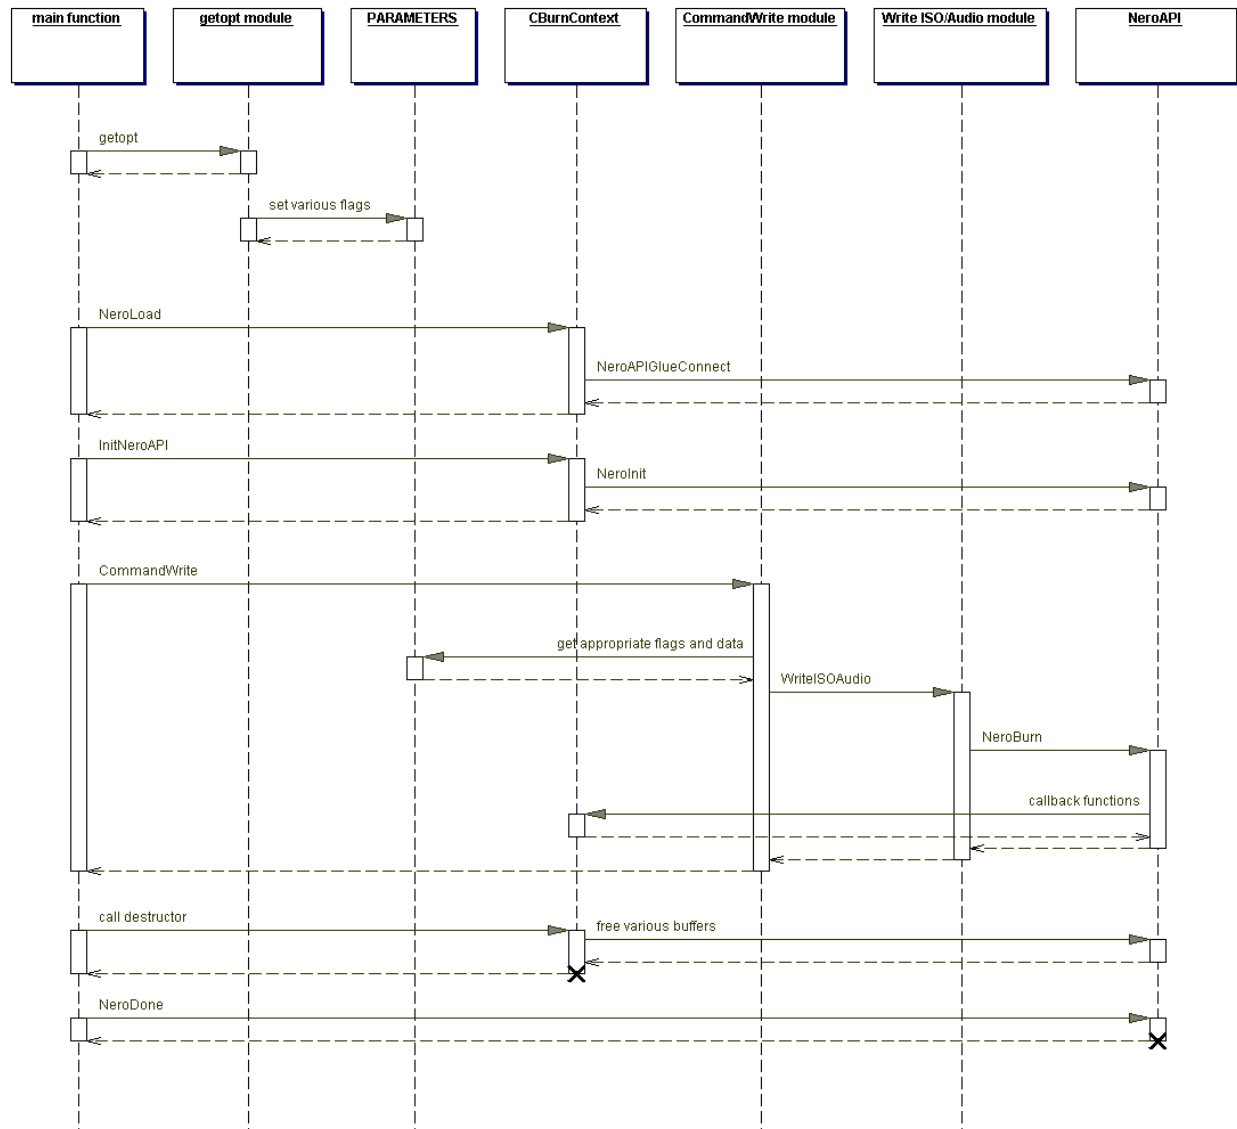 main function
getopt module
PARAMETERS
CBurnContext
CommandWrite module
Write ISO/Audio module
NeroAPI
getopt
set various flags
NeroLoad
NeroAPIGlueConnect
InitNeroAPI
NeroInit
CommandWrite
get appropriate flags and data
WriteISOAudio
NeroBurn
callback functions
call destructor
free various buffers
NeroDone